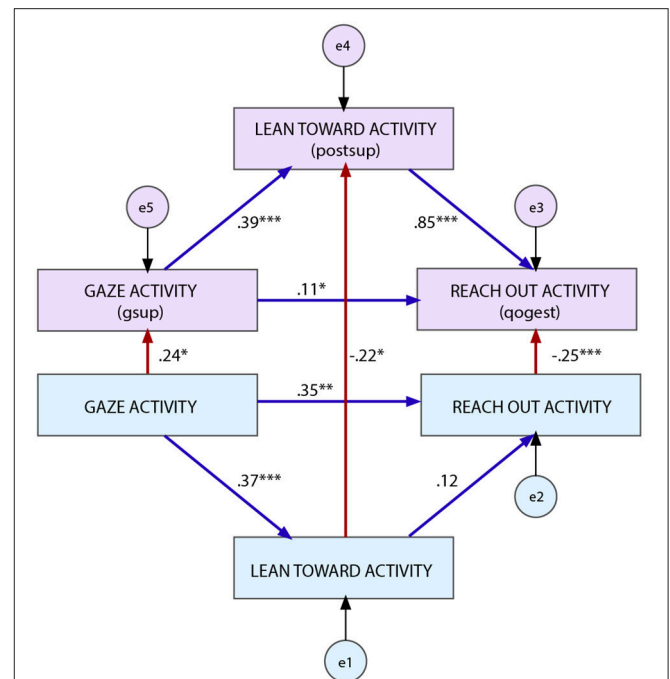 e4
LEAN TOWARD ACTIVITY
(postsup)
e5
e3
.39***
.85***
GAZE ACTIVITY
(gsup)
.11*
REACH OUT ACTIVITY
(qogest)
.24*
-.22*
-.25***
GAZE ACTIVITY
.35**
REACH OUT ACTIVITY
.37***
.12
e2
LEAN TOWARD ACTIVITY
e1